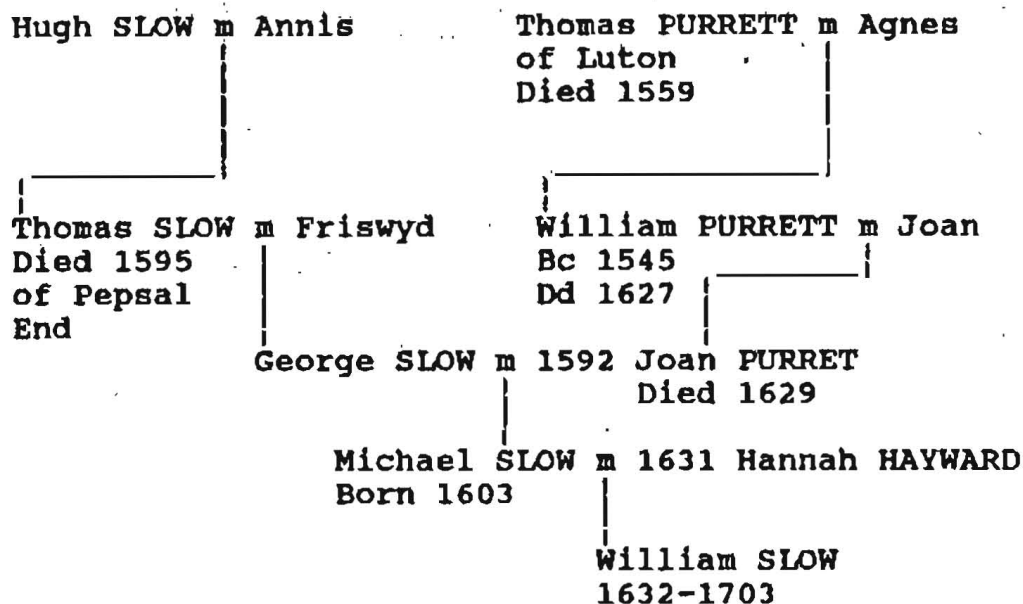 Hugh SLOW m Annis
Thomas PURRETT m Agnes
of Luton
Died 1559
Thomas SLOW m Friswyd
Died 1595
of Pepsal
End
William PURRETT m Joan
Bc 1545
Dd 1627
George SLOW m 1592 Joan PURRET
Died 1629
Michael SLOW m 1631 Hannah HAYWARD
Born 1603
William SLOW
1632-1703